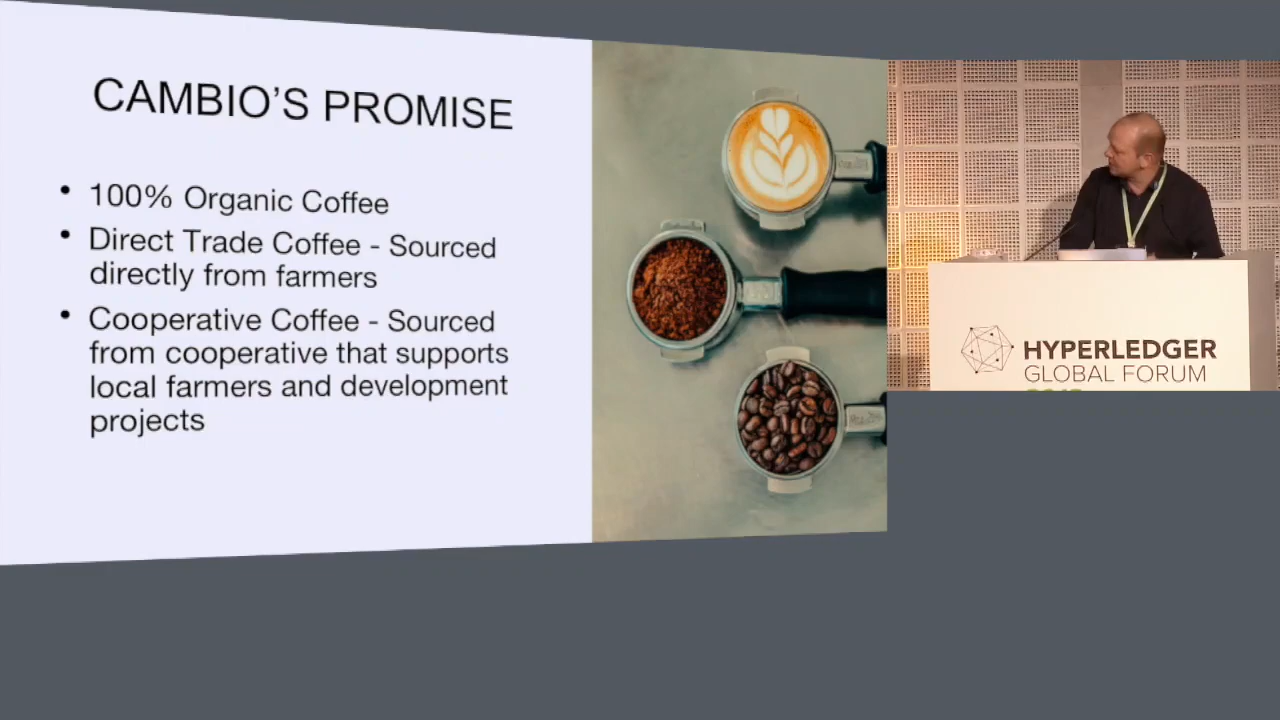 CAMBIO’S PROMISE
• 100% Organic Coffee
• Direct Trade Coffee - Sourced
directly from farmers
• Cooperative Coffee - Sourced
from cooperative that supports
local farmers and development
projects
HYPERLEDGER
GLOBAL FORUM